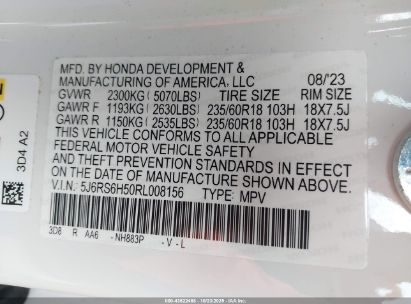 MFD. BY HONDA DEVELOPMENT &
MANUFACTURING OF AMERICA, LLC 08/'23
GVWR 2300KG (5070LBS) TIRE SIZE RIM SIZE
GAWR F 1193KG (2630LBS) 235/60R18 103H 18X7.5J
GAWR R 1150KG (2535LBS) 235/60R18 103H 18X7.5J
THIS VEHICLE CONFORMS TO ALL APPLICABLE
FEDERAL MOTOR VEHICLE SAFETY
AND THEFT PREVENTION STANDARDS IN EFFECT
ON THE DATE OF MANUFACTURE SHOWN ABOVE.
V.I.N.: 5J6RS6H50RL008156 TYPE: MPV
3D8 R AA6 - NH883P - V - L
3D4 A2